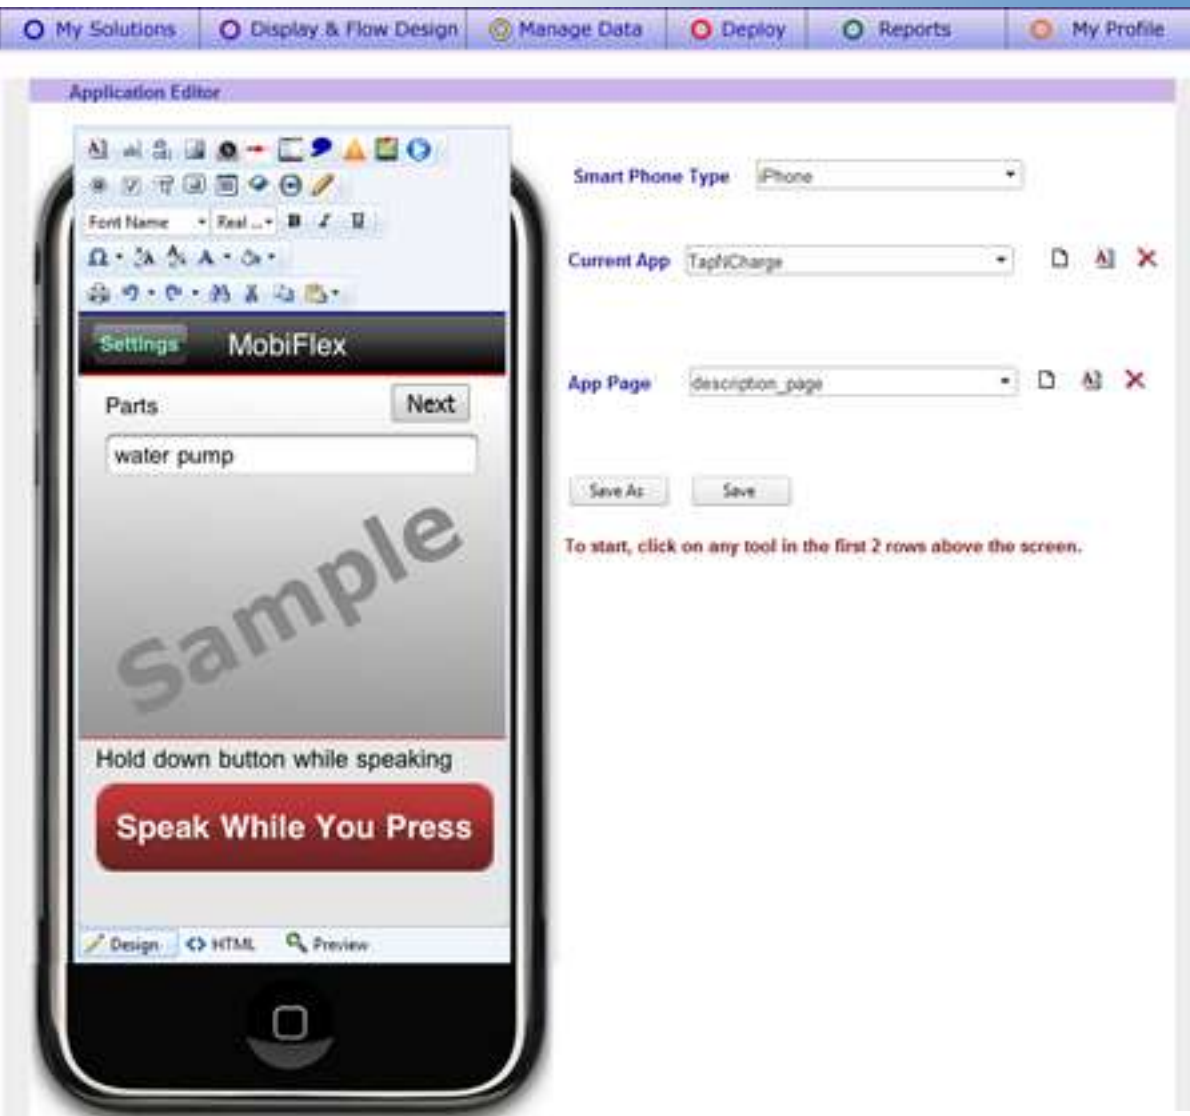 My Solutions
Display & Flow Design
Manage Data
Deploy
Reports
My Profile
Application Editor
Smart Phone Type
iPhone
Font Name
Real ...
Current App
TapNCharge
Settings
MobiFlex
App Page
description_page
Parts
Next
water pump
Save As
Save
To start, click on any tool in the first 2 rows above the screen.
Sample
Hold down button while speaking
Speak While You Press
Design
HTML
Preview